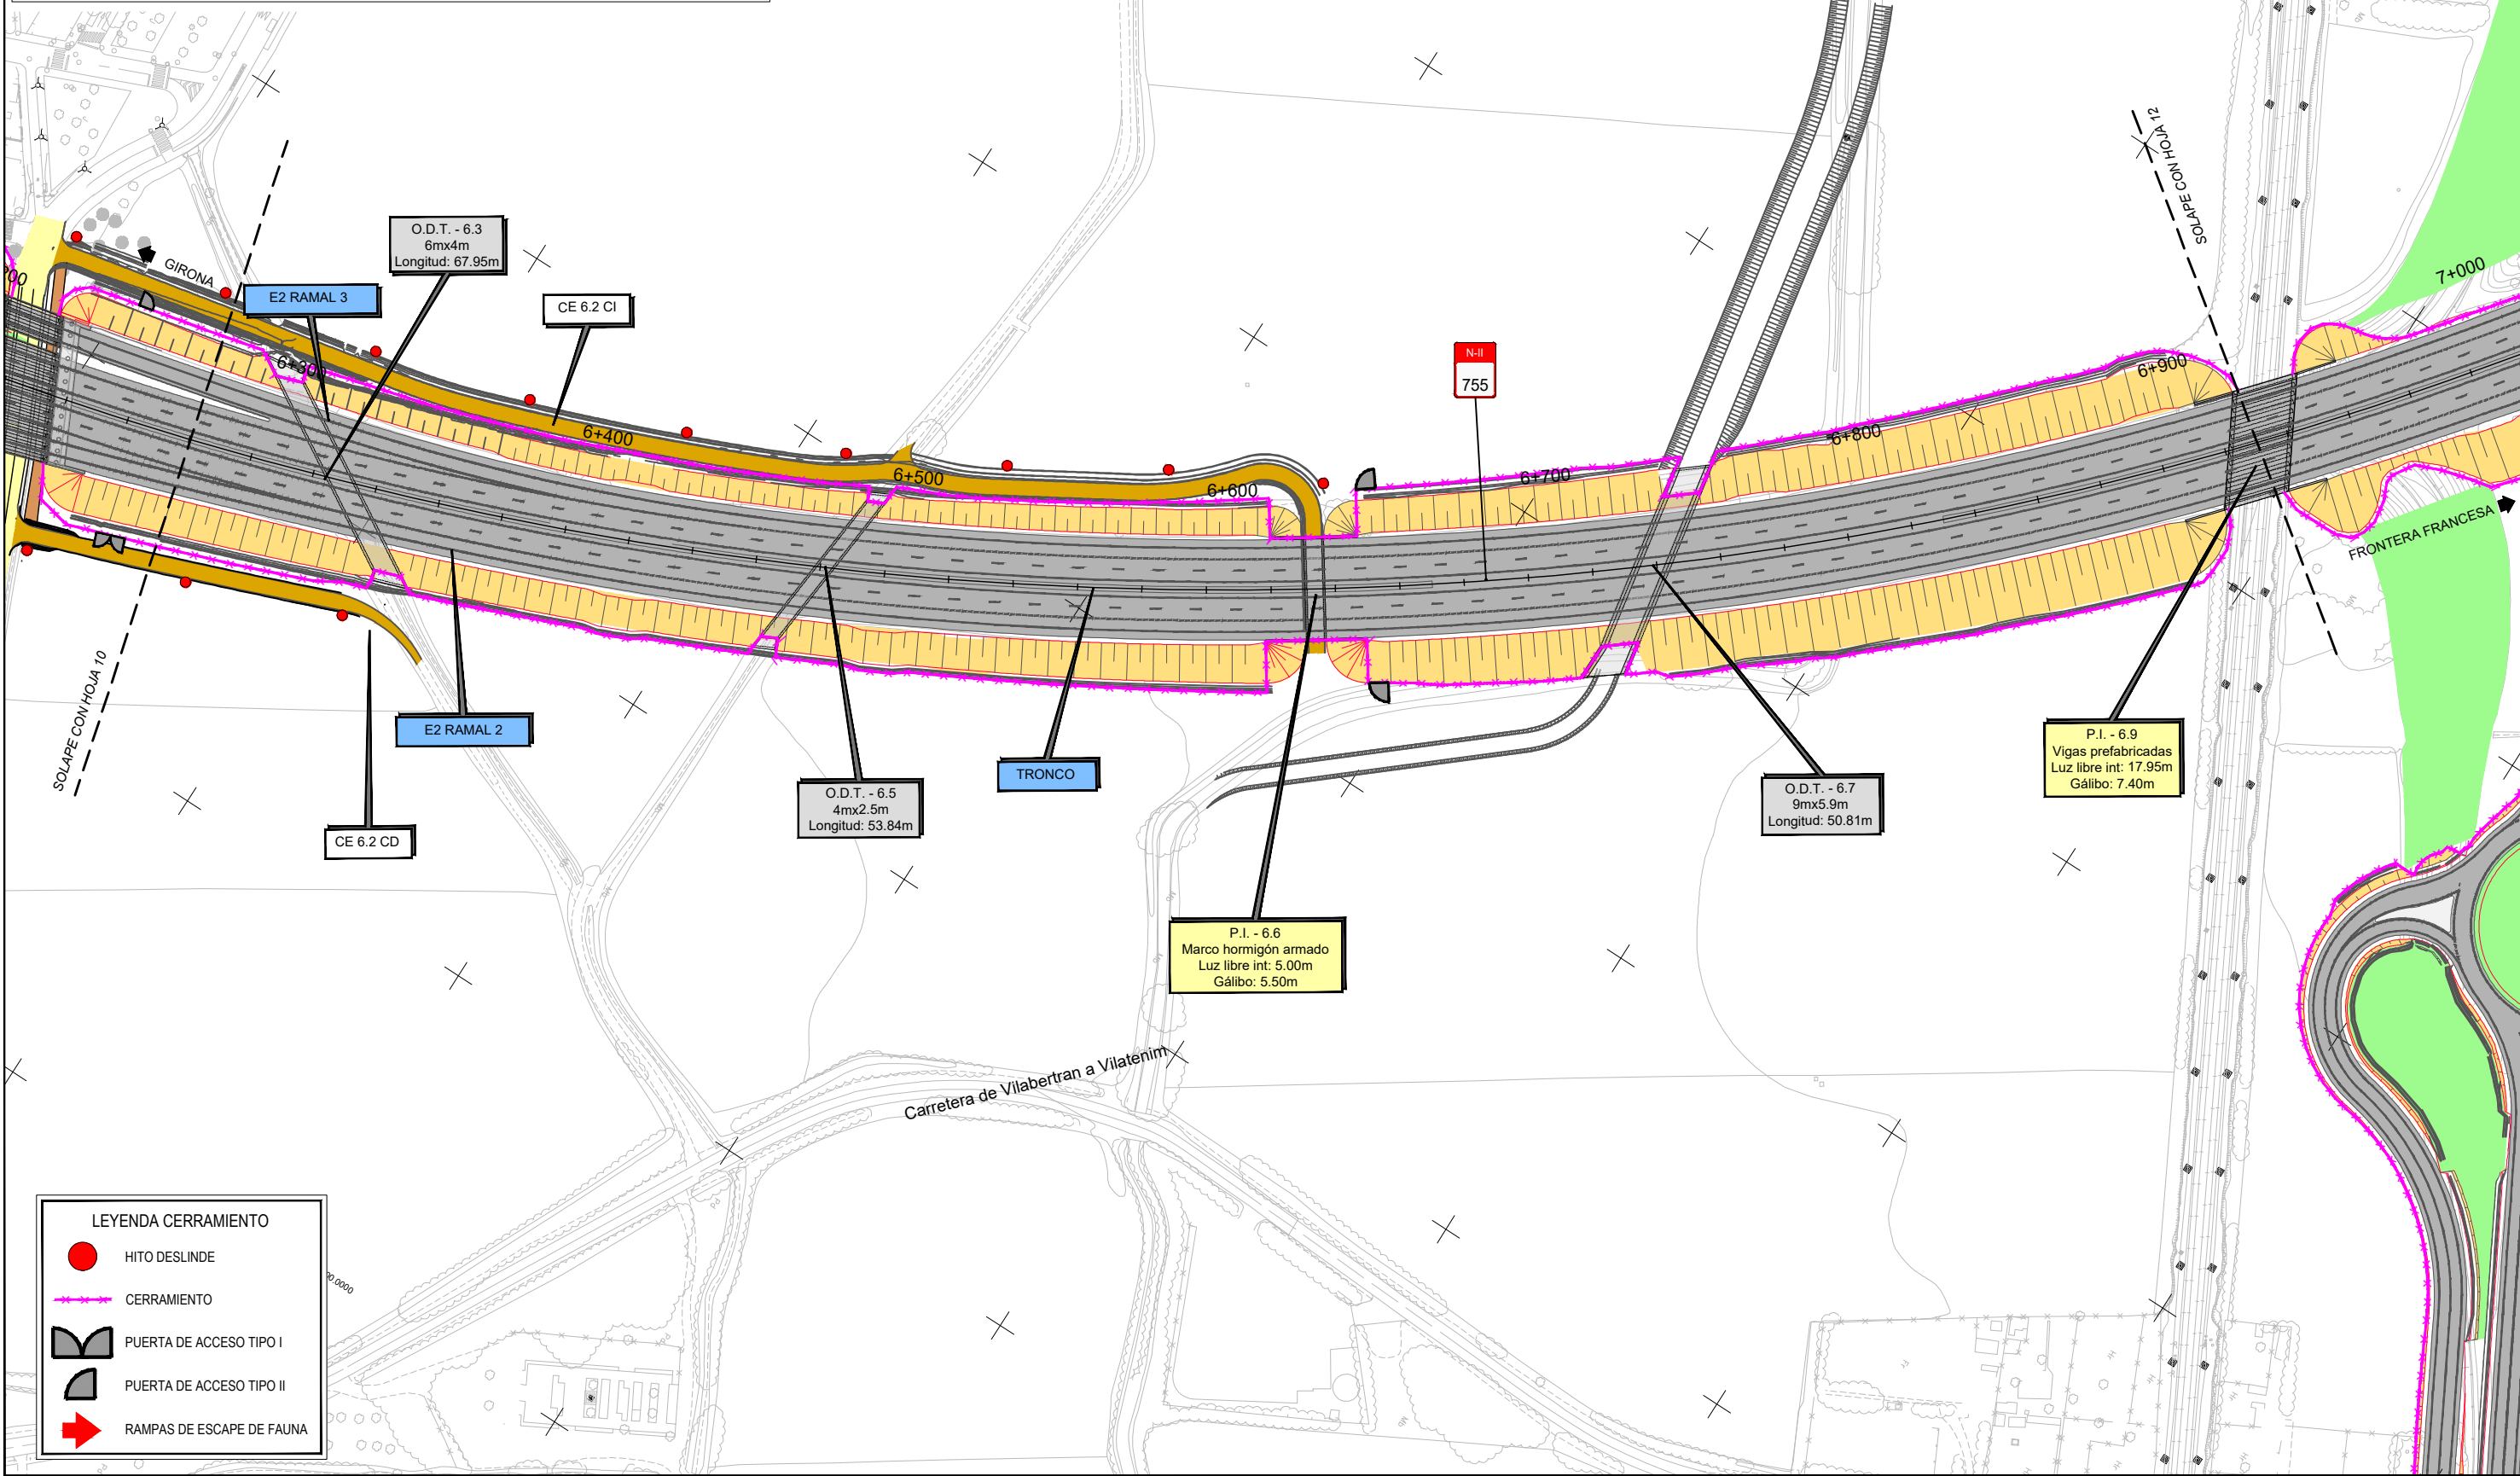 GIRONA
200
O.D.T. - 6.3
6mx4m
Longitud: 67.95m
E2 RAMAL 3
CE 6.2 CI
6+300
6+400
6+500
6+600
N-II
755
6+700
6+800
6+900
7+000
SOLAPE CON HOJA 12
FRONTERA FRANCESA
SOLAPE CON HOJA 10
E2 RAMAL 2
CE 6.2 CD
O.D.T. - 6.5
4mx2.5m
Longitud: 53.84m
TRONCO
P.I. - 6.6
Marco hormigón armado
Luz libre int: 5.00m
Gálibo: 5.50m
O.D.T. - 6.7
9mx5.9m
Longitud: 50.81m
P.I. - 6.9
Vigas prefabricadas
Luz libre int: 17.95m
Gálibo: 7.40m
Carretera de Vilabertran a Vilatenim
LEYENDA CERRAMIENTO
HITO DESLINDE
CERRAMIENTO
PUERTA DE ACCESO TIPO I
PUERTA DE ACCESO TIPO II
RAMPAS DE ESCAPE DE FAUNA